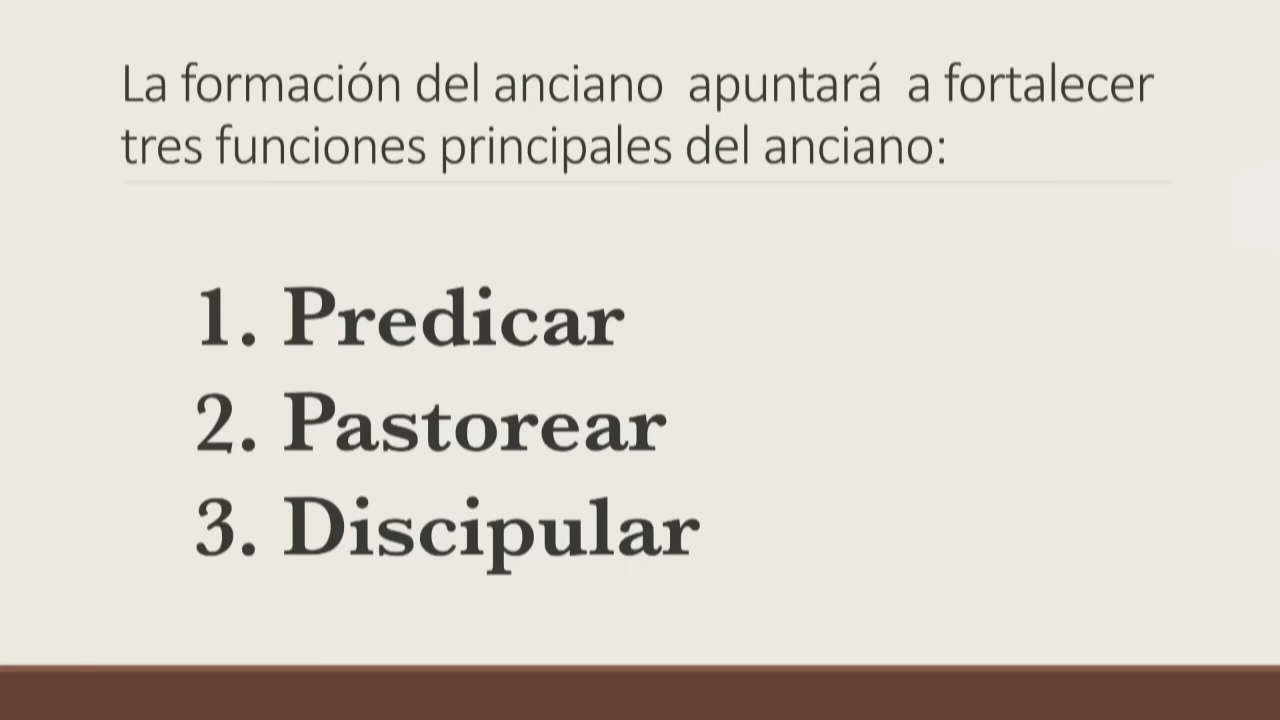 La formación del anciano apuntará a fortalecer
tres funciones principales del anciano:
1. Predicar
2. Pastorear
3. Discipular